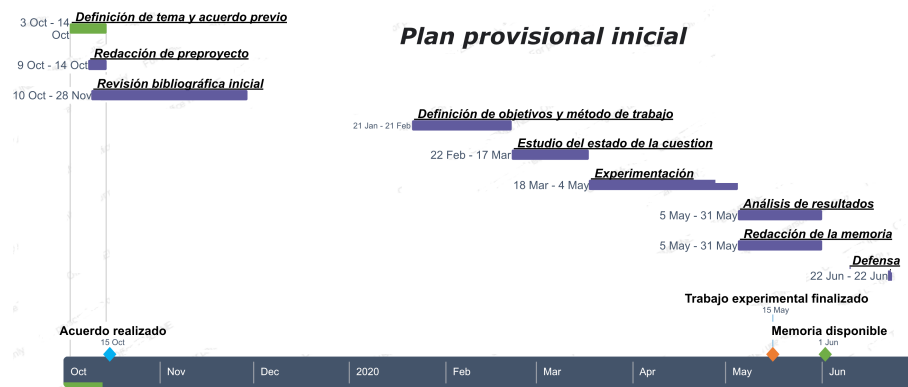 3 Oct - 14 Oct
Definición de tema y acuerdo previo
Plan provisional inicial
9 Oct - 14 Oct
Redacción de preproyecto
10 Oct - 28 Nov
Revisión bibliográfica inicial
21 Jan - 21 Feb
Definición de objetivos y método de trabajo
22 Feb - 17 Mar
Estudio del estado de la cuestion
18 Mar - 4 May
Experimentación
5 May - 31 May
Análisis de resultados
5 May - 31 May
Redacción de la memoria
22 Jun - 22 Jun
Defensa
Trabajo experimental finalizado
15 May
Acuerdo realizado
15 Oct
Memoria disponible
1 Jun
Oct Nov Dec 2020 Feb Mar Apr May Jun